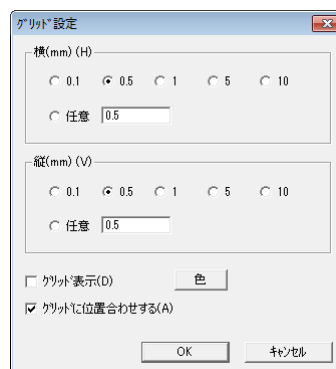 グリッド設定
横(mm) (H)
0.1 0.5 1 5 10
任意 0.5
縦(mm) (V)
0.1 0.5 1 5 10
任意 0.5
グリッド表示(D) 色
グリッドに位置合わせする(A)
OK キャンセル